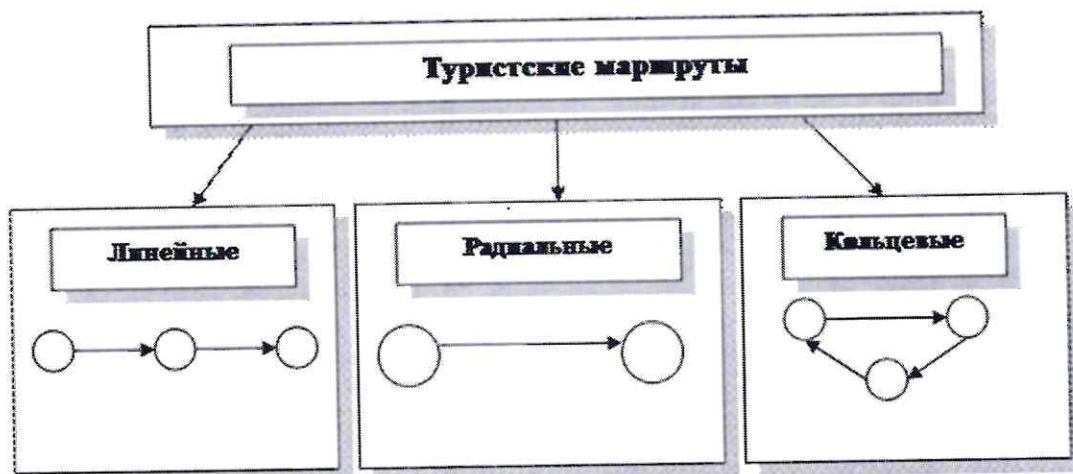 Туристские маршруты
Линейные
Радиальные
Кольцевые